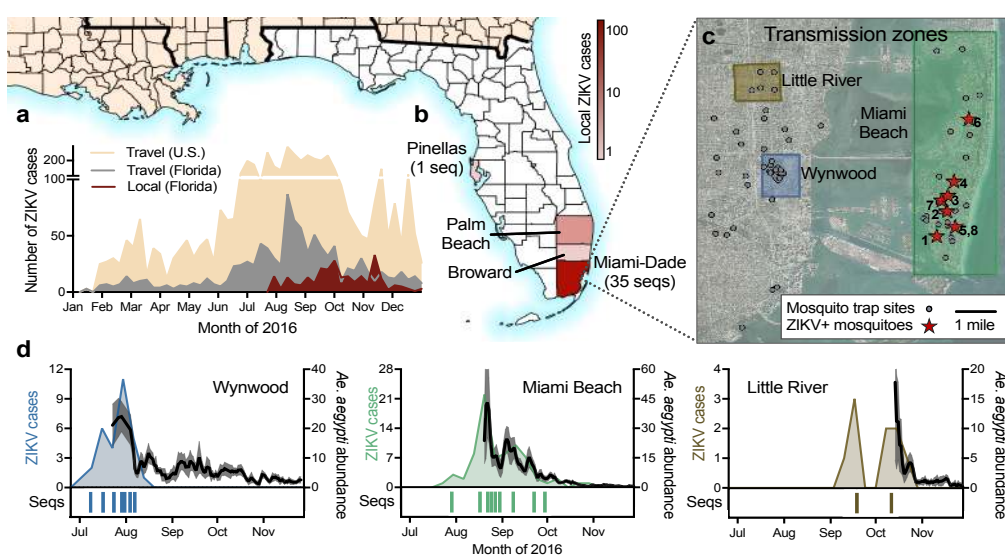 a
Travel (U.S.)
Travel (Florida)
Local (Florida)
Number of ZIKV cases
200
100
50
0
Jan Feb Mar Apr May Jun Jul Aug Sep Oct Nov Dec
Month of 2016
b
Local ZIKV cases
100
10
1
Pinellas
(1 seq)
Palm
Beach
Broward
Miami-Dade
(35 seqs)
c
Transmission zones
Little River
Miami
Beach
Wynwood
6
4
3
7
2
5,8
1
Mosquito trap sites
ZIKV+ mosquitoes
1 mile
d
Wynwood
ZIKV cases
12
9
6
3
0
40
30
20
10
0
Ae. aegypti abundance
Seqs
Jul Aug Sep Oct Nov
Miami Beach
ZIKV cases
28
21
14
7
0
60
45
30
15
0
Ae. aegypti abundance
Seqs
Jul Aug Sep Oct Nov
Month of 2016
Little River
ZIKV cases
4
3
2
1
0
40
30
20
10
0
Ae. aegypti abundance
Seqs
Jul Aug Sep Oct Nov